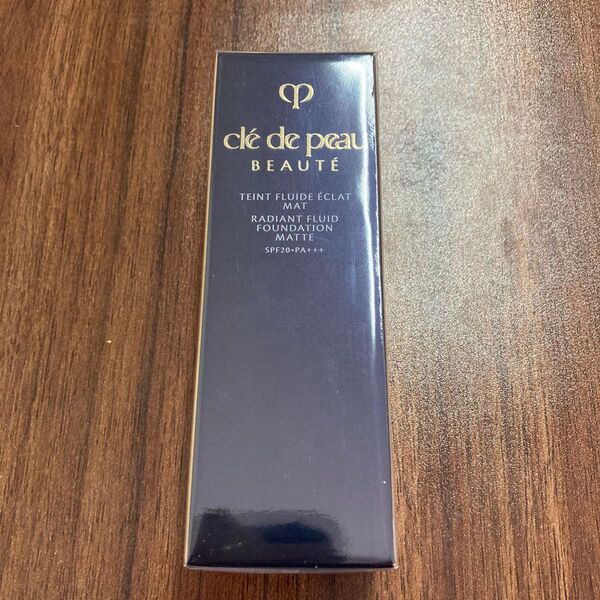 clé de peau
BEAUTÉ
TEINT FLUIDE ÉCLAT
MAT
RADIANT FLUID
FOUNDATION
MATTE
SPF20•PA+++